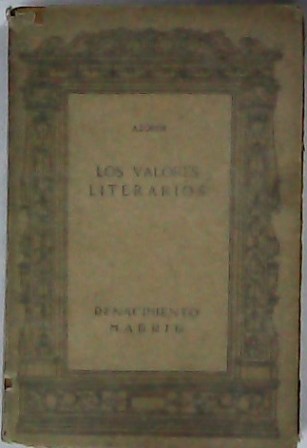 AZORIN
LOS VALORES
LITERARIOS
RENACIMIENTO
MADRID